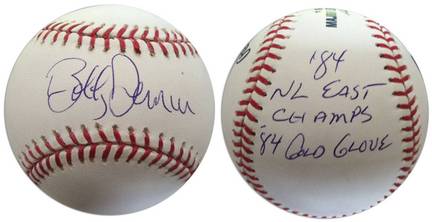 Bobby Dernier
'84
NL EAST
CHAMPS
'84 GOLD GLOVE